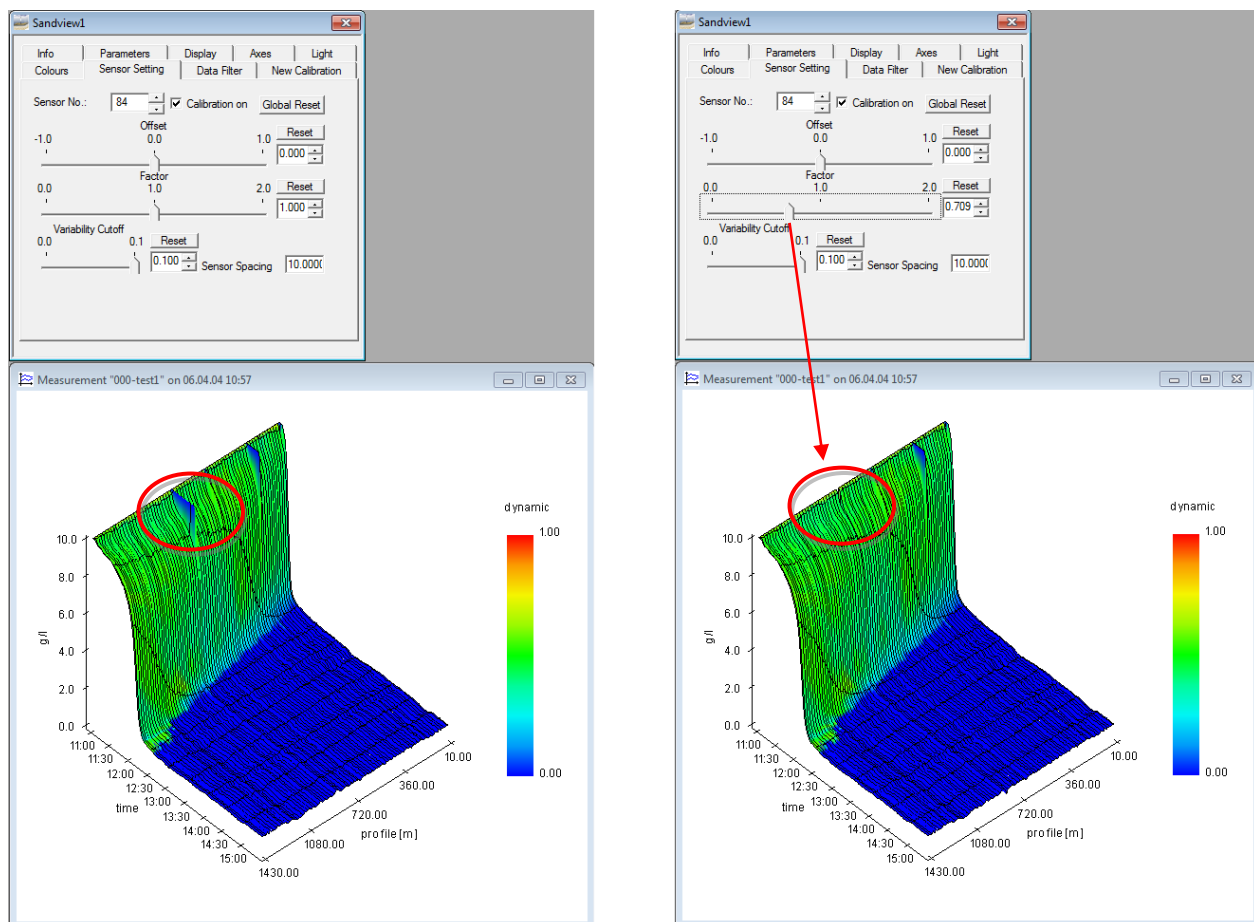 Sandview1
Info Parameters Display Axes Light
Colours Sensor Setting Data Filter New Calibration
Sensor No.: 84 Calibration on Global Reset
Offset
-1.0 0.0 1.0 Reset
0.000
Factor
0.0 1.0 2.0 Reset
1.000
Variability Cutoff
0.0 0.1 Reset
0.100 Sensor Spacing 10.000
Measurement "000-test1" on 06.04.04 10:57
dynamic
1.00
0.00
10.0
8.0
6.0
4.0
2.0
0.0
g/l
11:00
11:30
12:00
12:30
13:00
13:30
14:00
14:30
15:00
time
10.00
360.00
720.00
1080.00
1430.00
profile [m]
Sandview1
Info Parameters Display Axes Light
Colours Sensor Setting Data Filter New Calibration
Sensor No.: 84 Calibration on Global Reset
Offset
-1.0 0.0 1.0 Reset
0.000
Factor
0.0 1.0 2.0 Reset
0.709
Variability Cutoff
0.0 0.1 Reset
0.100 Sensor Spacing 10.000
Measurement "000-test1" on 06.04.04 10:57
dynamic
1.00
0.00
10.0
8.0
6.0
4.0
2.0
0.0
g/l
11:00
11:30
12:00
12:30
13:00
13:30
14:00
14:30
15:00
time
10.00
360.00
720.00
1080.00
1430.00
profile [m]